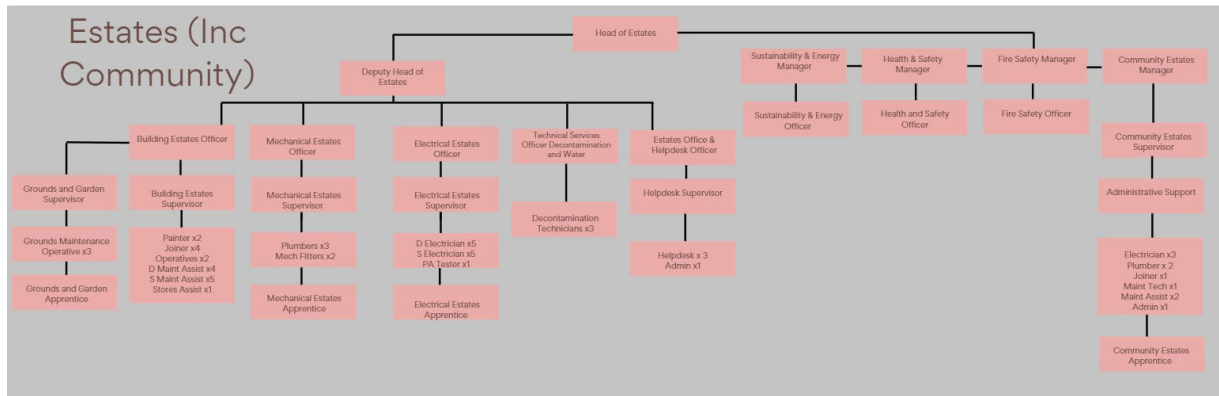 Estates (Inc
Community)
Head of Estates
Deputy Head of
Estates
Sustainability & Energy
Manager
Health & Safety
Manager
Fire Safety Manager
Community Estates
Manager
Sustainability & Energy
Officer
Health and Safety
Officer
Fire Safety Officer
Building Estates Officer
Mechanical Estates
Officer
Electrical Estates
Officer
Technical Services
Officer Decontamination
and Water
Estates Office &
Helpdesk Officer
Community Estates
Supervisor
Grounds and Garden
Supervisor
Building Estates
Supervisor
Mechanical Estates
Supervisor
Electrical Estates
Supervisor
Decontamination
Technicians x3
Helpdesk Supervisor
Administrative Support
Grounds Maintenance
Operative x3
Painter x2
Joiner x4
Operatives x2
D Maint Assist x4
S Maint Assist x5
Stores Assist x1
Plumbers x3
Mech Fitters x2
D Electrician x5
S Electrician x5
PA Tester x1
Helpdesk x 3
Admin x1
Electrician x3
Plumber x 2
Joiner x1
Maint Tech x1
Maint Assist x2
Admin x1
Grounds and Garden
Apprentice
Mechanical Estates
Apprentice
Electrical Estates
Apprentice
Community Estates
Apprentice